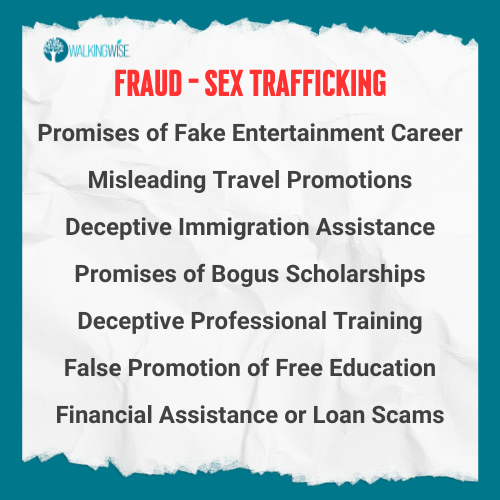 WALKINGWISE
FRAUD - SEX TRAFFICKING
Promises of Fake Entertainment Career
Misleading Travel Promotions
Deceptive Immigration Assistance
Promises of Bogus Scholarships
Deceptive Professional Training
False Promotion of Free Education
Financial Assistance or Loan Scams